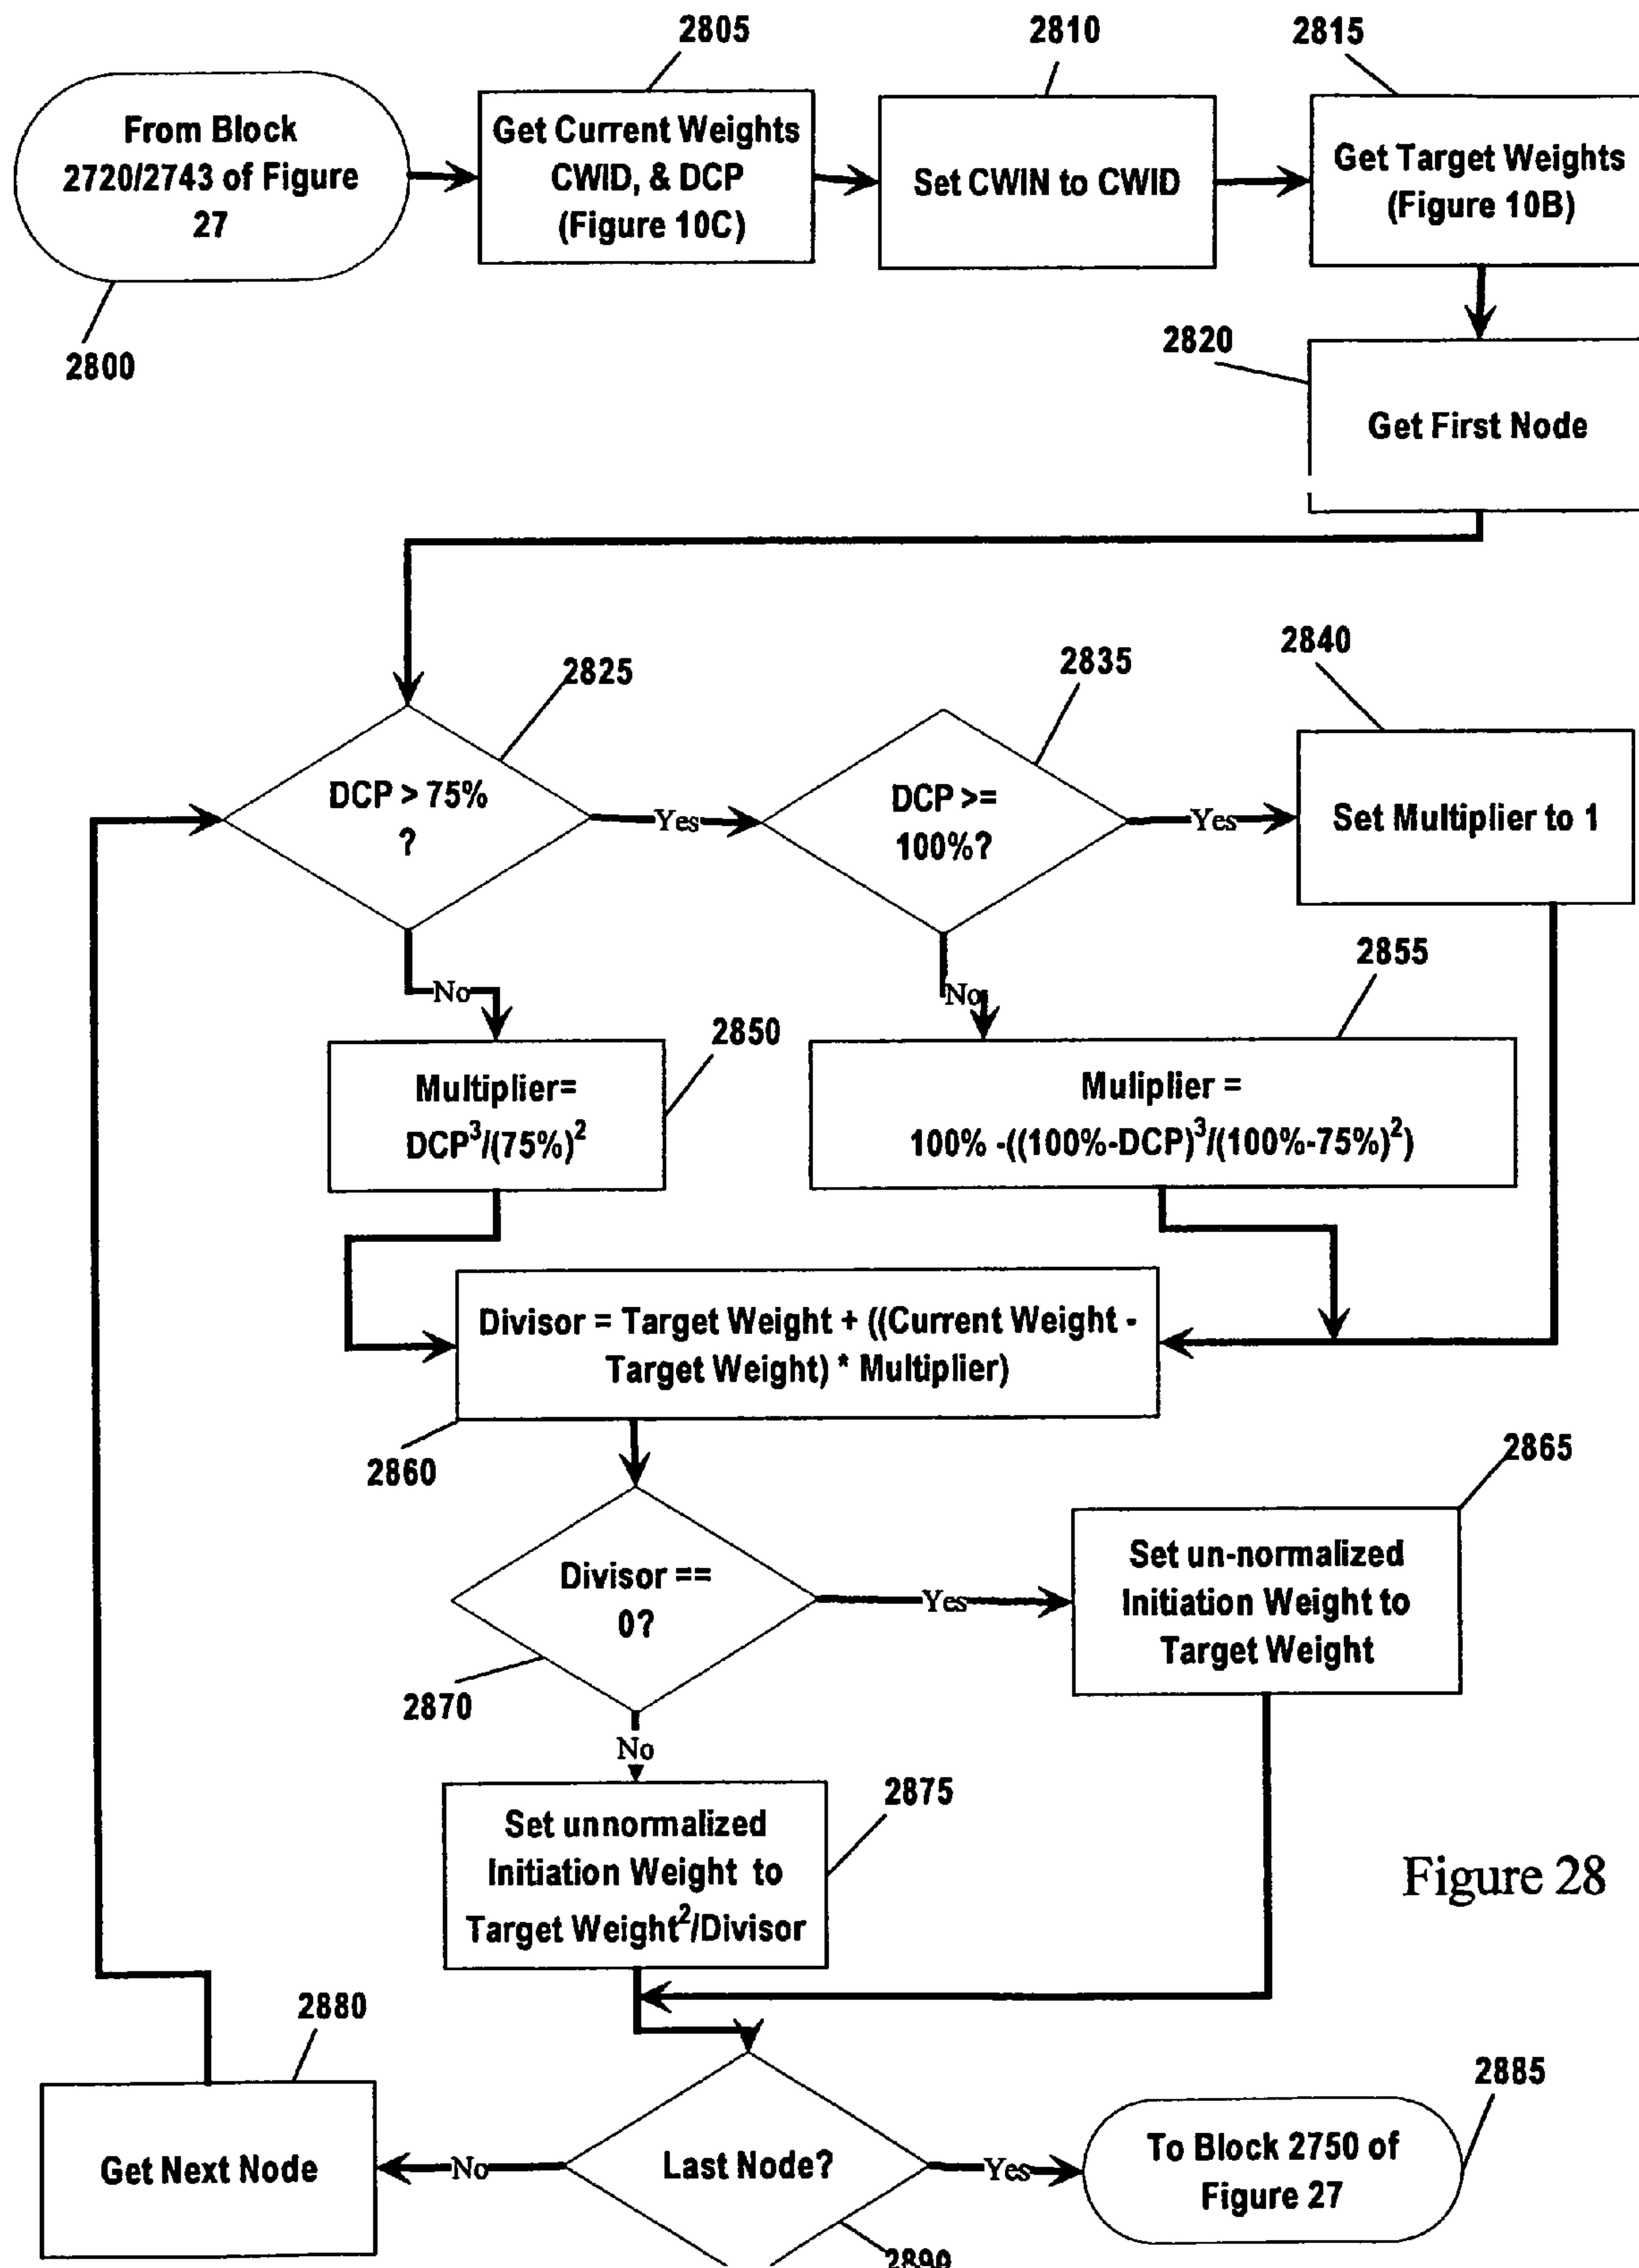 2805
2810
2815
From Block
2720/2743 of Figure
27
Get Current Weights
CWID, & DCP
(Figure 10C)
Set CWIN to CWID
Get Target Weights
(Figure 10B)
2800
2820
Get First Node
2825
2835
2840
DCP > 75%
?
Yes
DCP >=
100%?
Yes
Set Multiplier to 1
No
No
2850
2855
Multiplier=
DCP³/(75%)²
Muliplier =
100% -((100%-DCP)³/(100%-75%)²)
Divisor = Target Weight + ((Current Weight -
Target Weight) * Multiplier)
2860
2865
Divisor ==
0?
Yes
Set un-normalized
Initiation Weight to
Target Weight
2870
No
2875
Set unnormalized
Initiation Weight to
Target Weight²/Divisor
Figure 28
2880
2885
Get Next Node
No
Last Node?
Yes
To Block 2750 of
Figure 27
2890